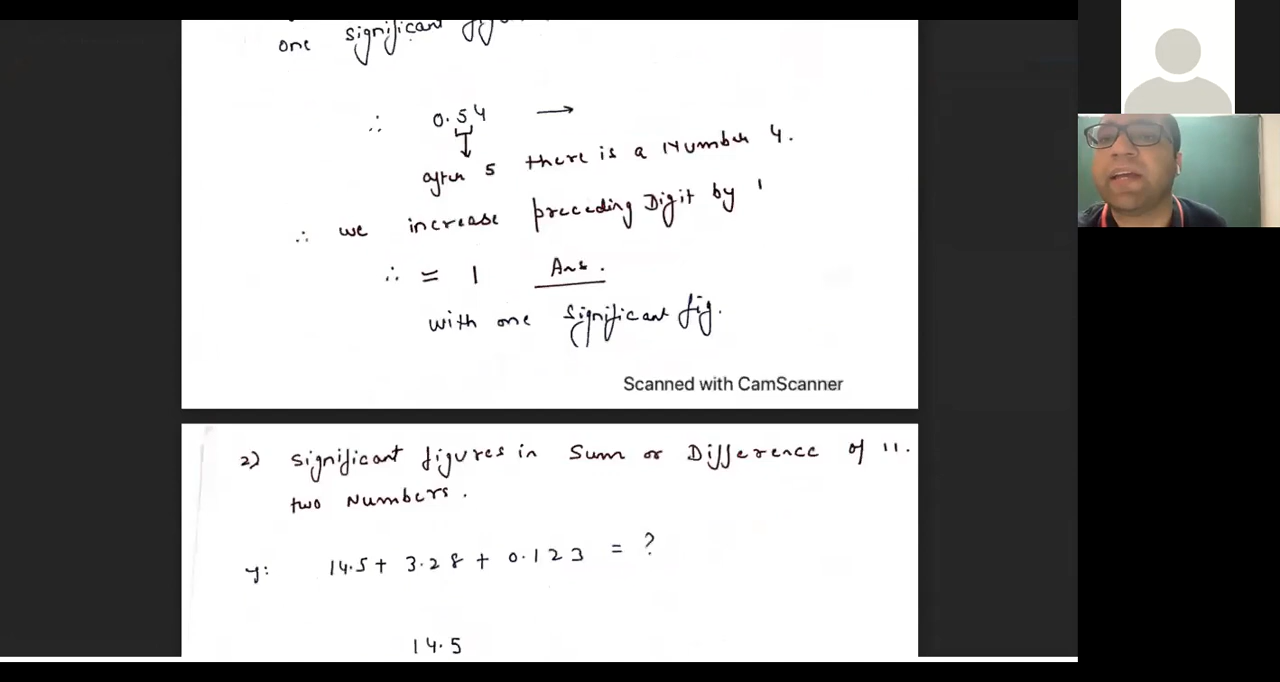 one significant
∴ 0.54 →
after 5 there is a Number 4.
∴ we increase preceding Digit by 1
∴ = 1 Ans.
with one significant fig.
Scanned with CamScanner
2) Significant figures in Sum or Difference of
two Numbers.
14.5 + 3.28 + 0.123 = ?
14.5